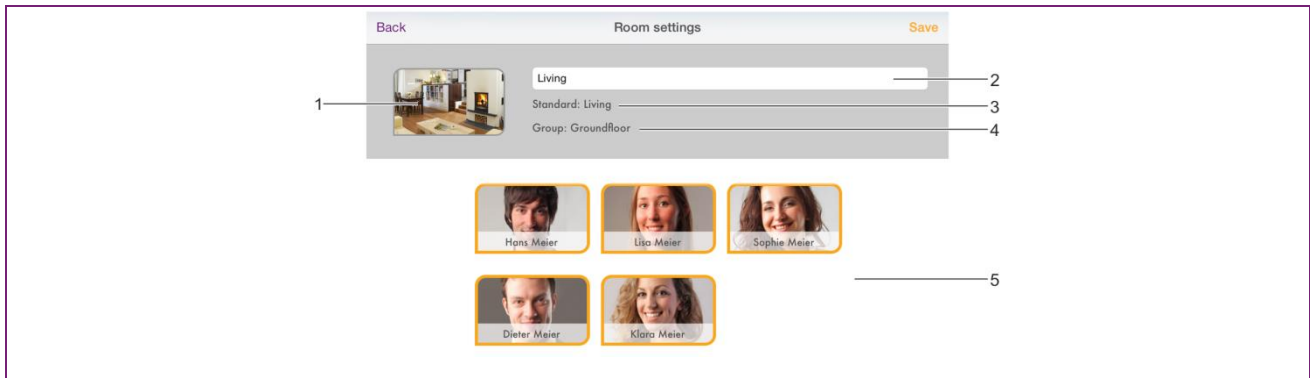 Back Room settings Save
Living 2
1
Standard: Living 3
Group: Groundfloor 4
Hans Meier Lisa Meier Sophie Meier
5
Dieter Meier Klara Meier